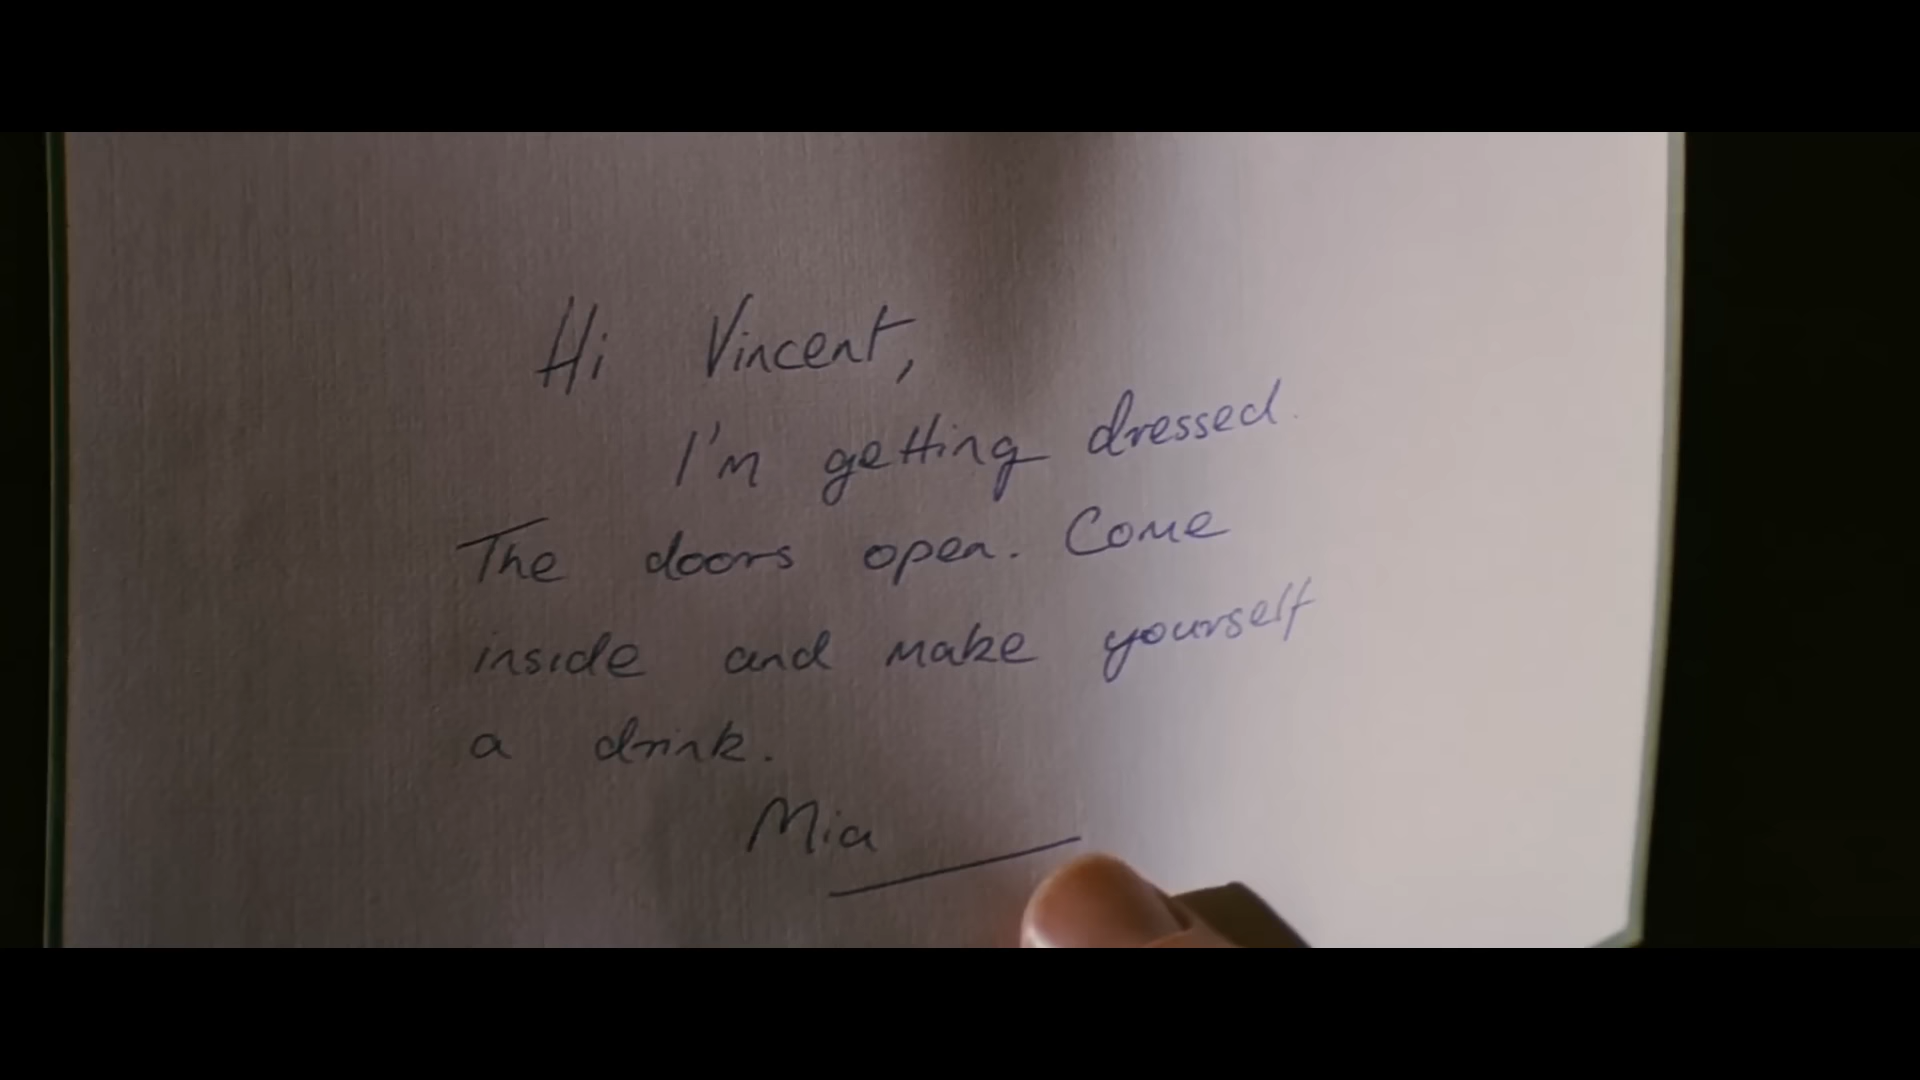 Hi Vincent,
I'm getting dressed.
The doors open. Come
inside and make yourself
a drink.
Mia